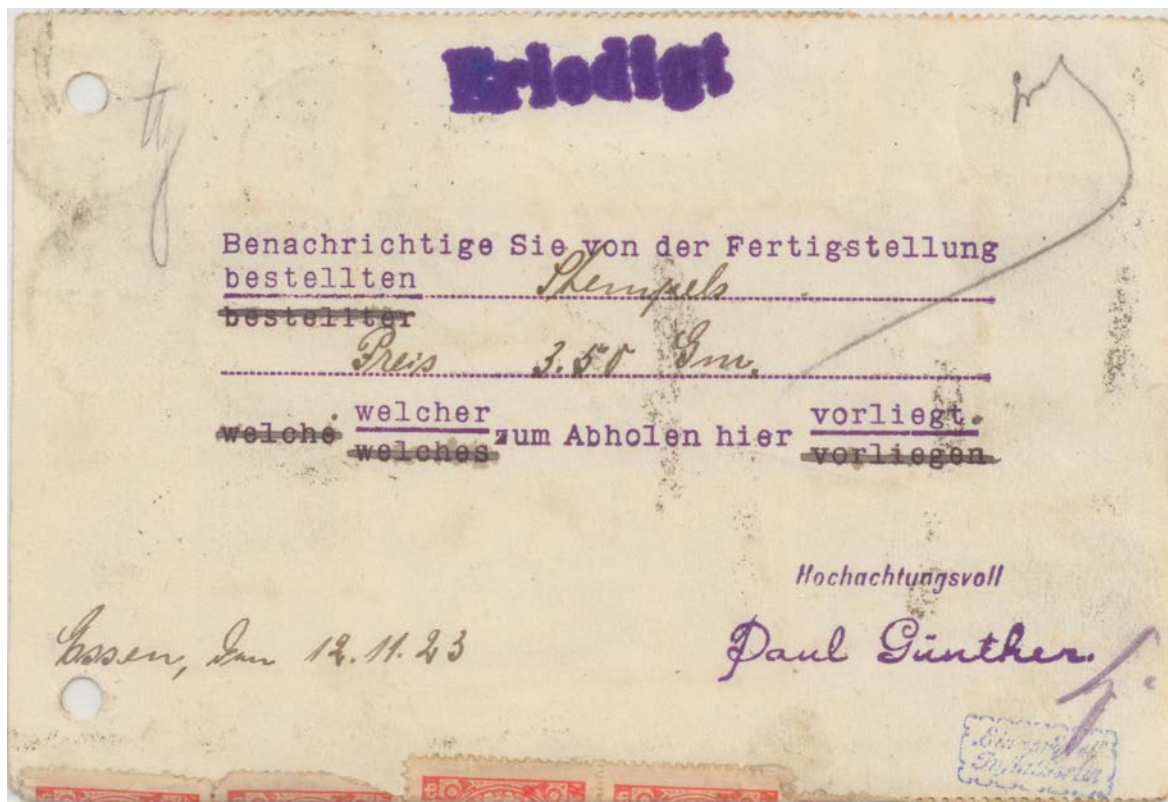 Erledigt
Benachrichtige Sie von der Fertigstellung
bestellten Stempels
bestellter
Preis 3.50 Gm.
welche. welcher zum Abholen hier vorliegt.
welches vorliegen
Hochachtungsvoll
Essen, den 12.11.23 Paul Günther.